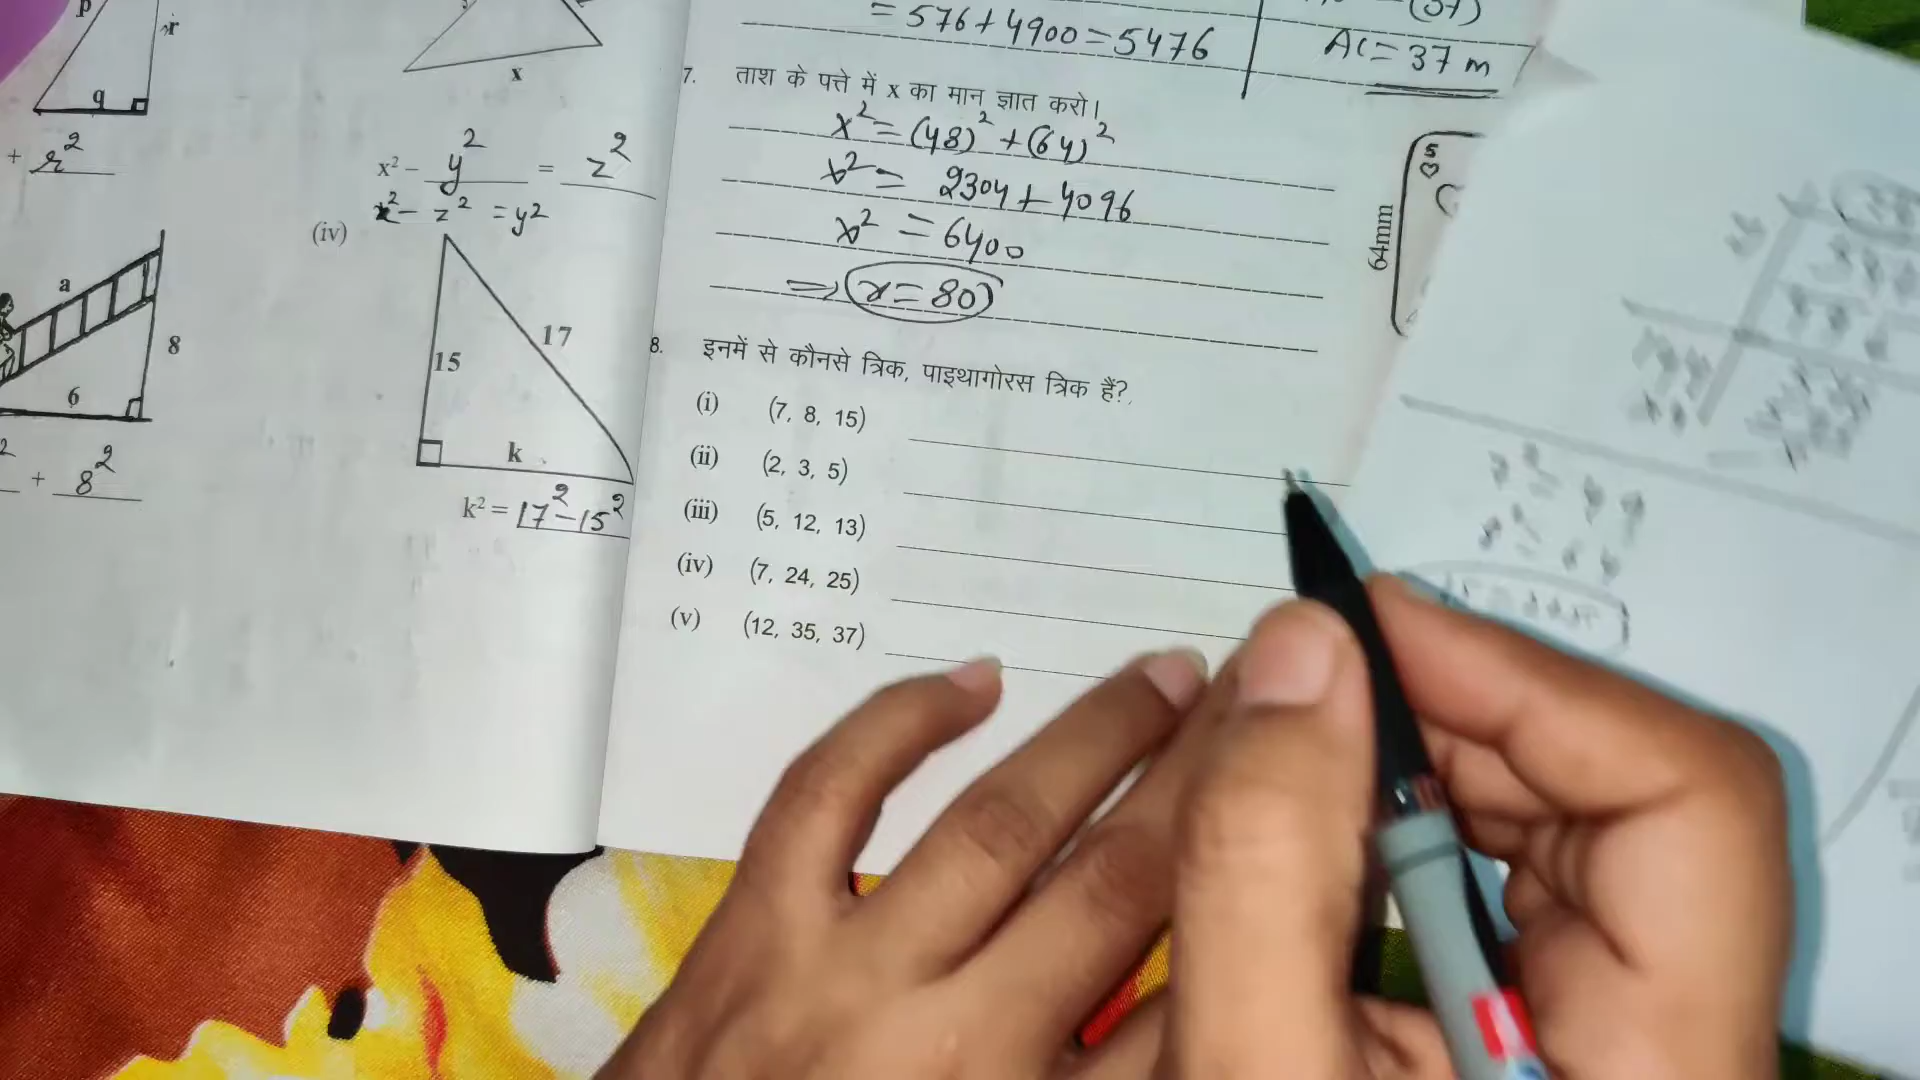 p
r
q
x
+ r²
x² - y² = z²
x² - z² = y²
(iv)
a
8
6
15
17
k
+ 8²
k² = 17² - 15²
= 576 + 4900 = 5476
AC = 37 m
7. ताश के पत्ते में x का मान ज्ञात करो।
x² = (48)² + (64)²
x² = 2304 + 4096
x² = 6400
⇒ x = 80
5
64mm
8. इनमें से कौनसे त्रिक, पाइथागोरस त्रिक हैं?
(i) (7, 8, 15)
(ii) (2, 3, 5)
(iii) (5, 12, 13)
(iv) (7, 24, 25)
(v) (12, 35, 37)